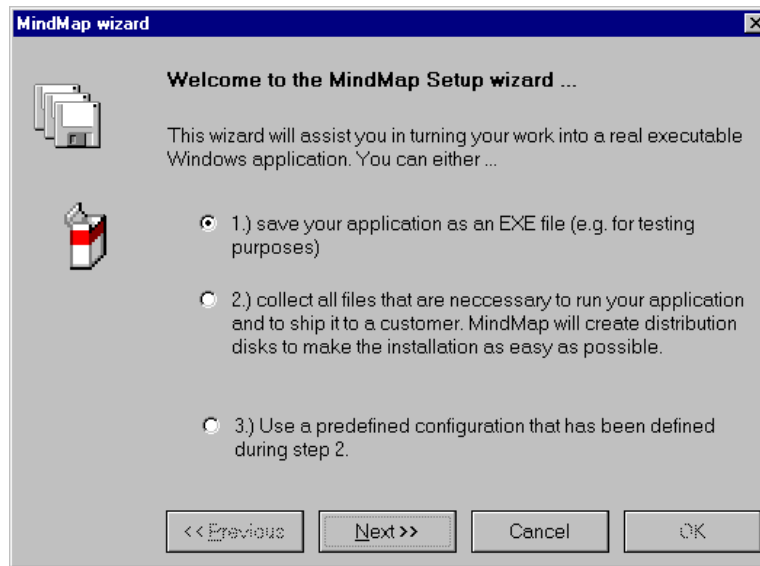 MindMap wizard
Welcome to the MindMap Setup wizard ...
This wizard will assist you in turning your work into a real executable
Windows application. You can either ...
1.) save your application as an EXE file (e.g. for testing
purposes)
2.) collect all files that are neccessary to run your application
and to ship it to a customer. MindMap will create distribution
disks to make the installation as easy as possible.
3.) Use a predefined configuration that has been defined
during step 2.
<< Previous
Next >>
Cancel
OK